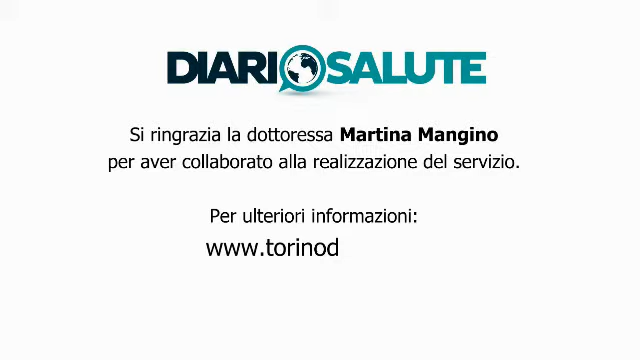 DIARIOSALUTE
Si ringrazia la dottoressa Martina Mangino
per aver collaborato alla realizzazione del servizio.
Per ulteriori informazioni:
www.torinod